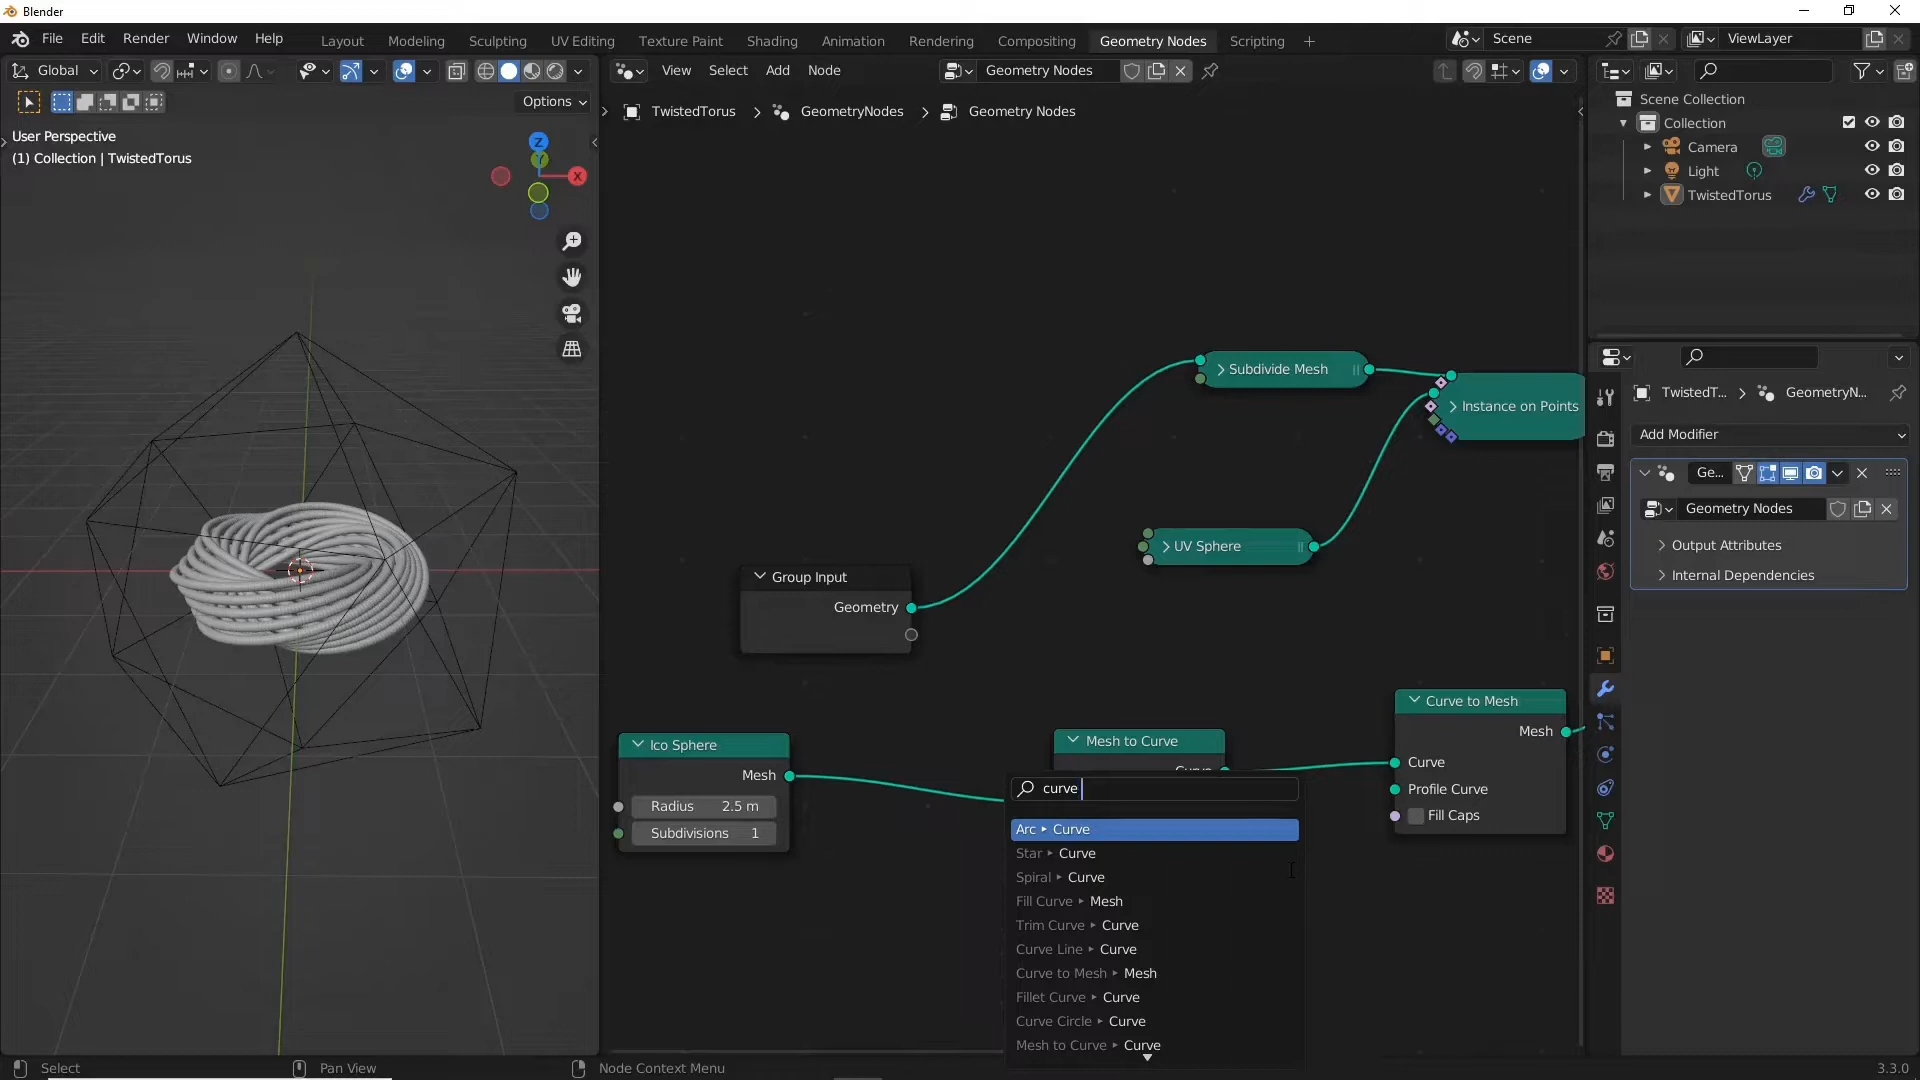 Blender
File Edit Render Window Help
Layout Modeling Sculpting UV Editing Texture Paint Shading Animation Rendering Compositing Geometry Nodes Scripting +
Scene
ViewLayer
Global
View Select Add Node
Geometry Nodes
Options
TwistedTorus > GeometryNodes > Geometry Nodes
User Perspective
(1) Collection | TwistedTorus
Z
Y
X
Scene Collection
Collection
Camera
Light
TwistedTorus
TwistedT... > GeometryN...
Add Modifier
Ge...
Geometry Nodes
Output Attributes
Internal Dependencies
Subdivide Mesh
Instance on Points
UV Sphere
Group Input
Geometry
Ico Sphere
Mesh
Radius 2.5 m
Subdivisions 1
Mesh to Curve
Curve
Curve to Mesh
Mesh
Curve
Profile Curve
Fill Caps
curve
Arc ▸ Curve
Star ▸ Curve
Spiral ▸ Curve
Fill Curve ▸ Mesh
Trim Curve ▸ Curve
Curve Line ▸ Curve
Curve to Mesh ▸ Mesh
Fillet Curve ▸ Curve
Curve Circle ▸ Curve
Mesh to Curve ▸ Curve
Select
Pan View
Node Context Menu
3.3.0